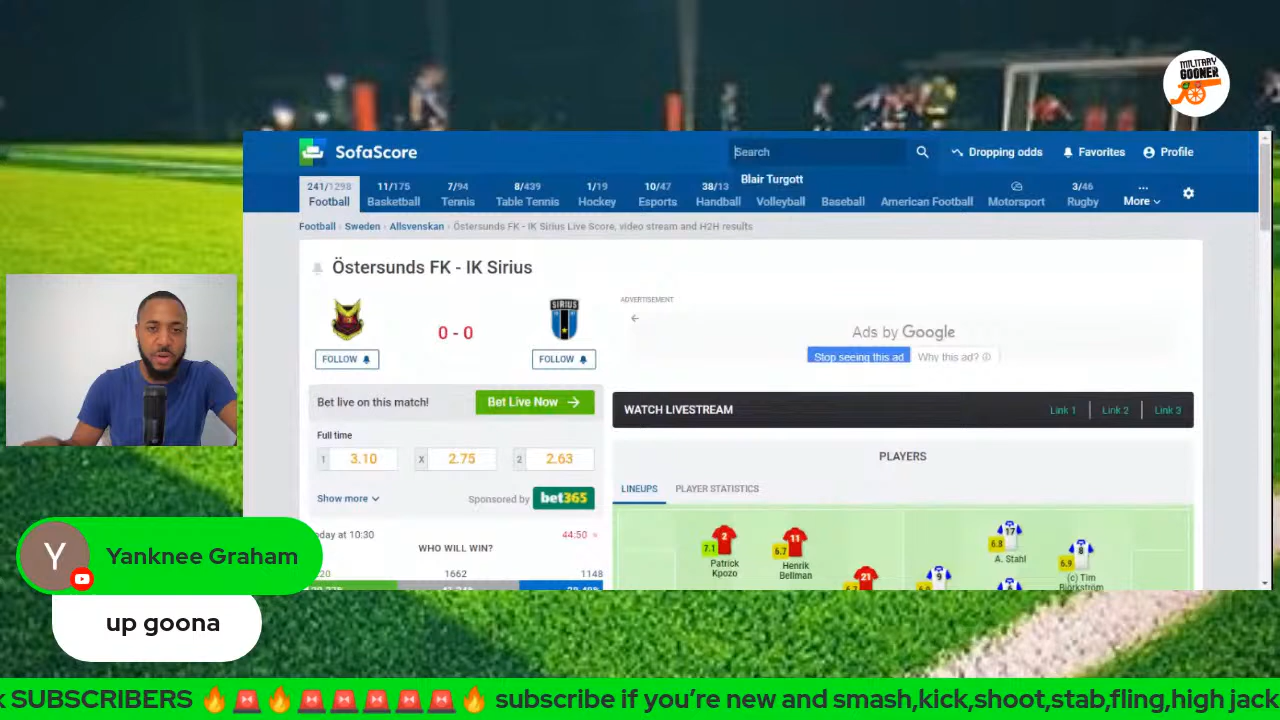 MILITARY
GOONER
SofaScore
Search
Dropping odds
Favorites
Profile
Blair Turgott
241/1298
11/175
7/94
8/439
1/19
10/47
38/13
3/46
...
Football
Basketball
Tennis
Table Tennis
Hockey
Esports
Handball
Volleyball
Baseball
American Football
Motorsport
Rugby
More
Football › Sweden › Allsvenskan › Östersunds FK - IK Sirius Live Score, video stream and H2H results
Östersunds FK - IK Sirius
SIRIUS
0 - 0
FOLLOW
FOLLOW
ADVERTISEMENT
Ads by Google
Stop seeing this ad
Why this ad?
Bet live on this match!
Bet Live Now
Full time
1 3.10
X 2.75
2 2.63
Show more
Sponsored by bet365
day at 10:30
44:50
WHO WILL WIN?
1662
1148
WATCH LIVESTREAM
Link 1
Link 2
Link 3
PLAYERS
LINEUPS
PLAYER STATISTICS
2
7.1
Patrick
Kpozo
11
6.7
Henrik
Bellman
21
9
17
6.8
A. Stahl
8
6.9
(c) Tim
Björkström
Y
Yanknee Graham
up goona
SUBSCRIBERS 🔥🚨🔥🚨🚨🚨🚨🚨🔥 subscribe if you’re new and smash,kick,shoot,stab,fling,high jack